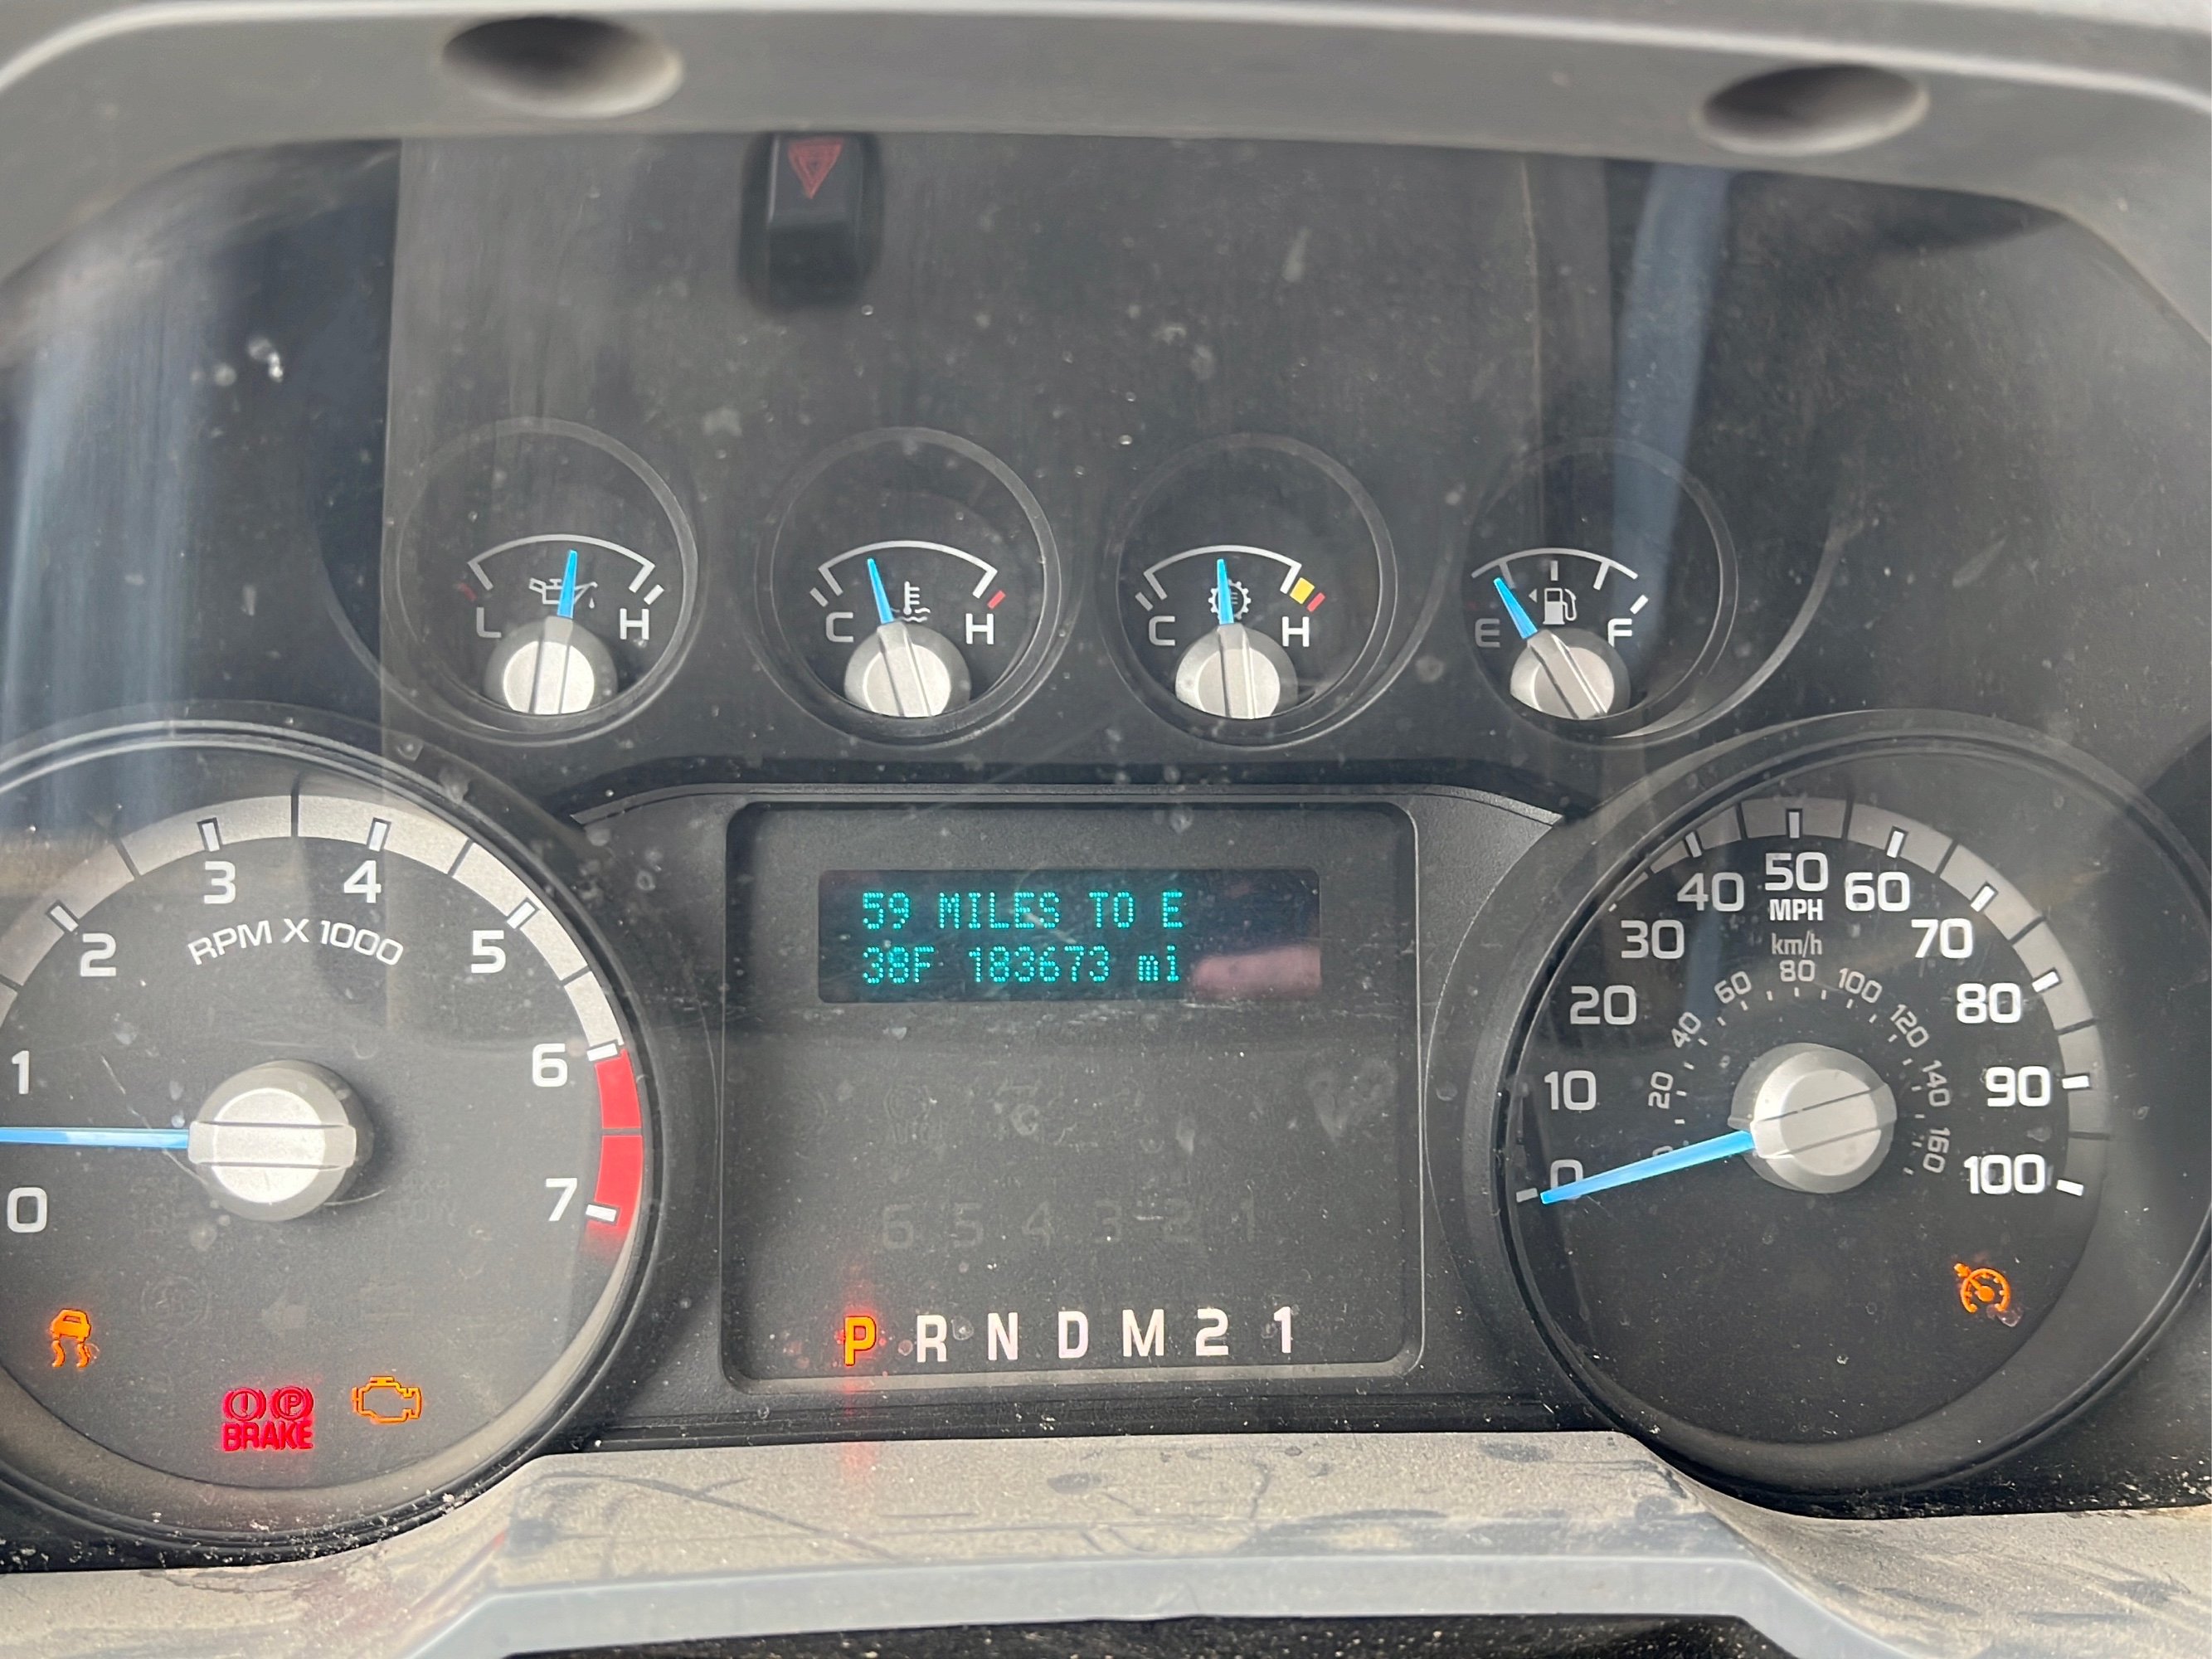 L H
C H
C H
E F
0 1 2 3 4 5 6 7
RPM X 1000
59 MILES TO E
38F 183673 mi
0 10 20 30 40 50 60 70 80 90 100
MPH
km/h
20 40 60 80 100 120 140 160
6 5 4 3 2 1
P R N D M 2 1
P
BRAKE